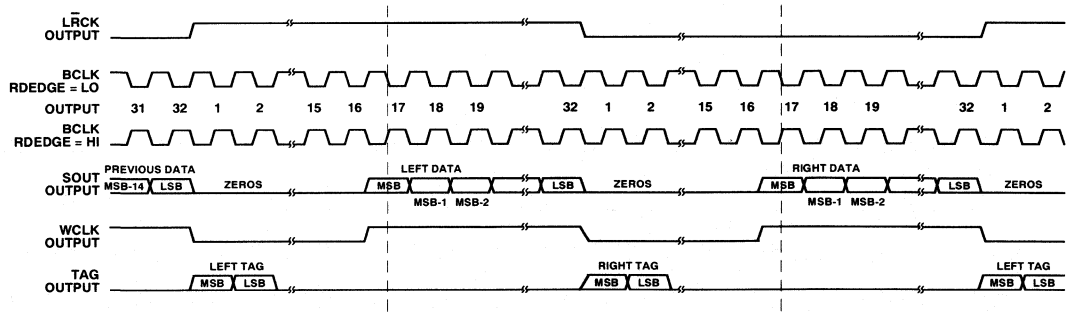 LRCK
OUTPUT
BCLK
RDEDGE = LO
OUTPUT 31 32 1 2 15 16 17 18 19 32 1 2 15 16 17 18 19 32 1 2
BCLK
RDEDGE = HI
PREVIOUS DATA LEFT DATA RIGHT DATA
SOUT
OUTPUT
MSB-14 LSB ZEROS MSB LSB ZEROS MSB LSB ZEROS
MSB-1 MSB-2 MSB-1 MSB-2
WCLK
OUTPUT
LEFT TAG RIGHT TAG LEFT TAG
TAG
OUTPUT
MSB LSB MSB LSB MSB LSB